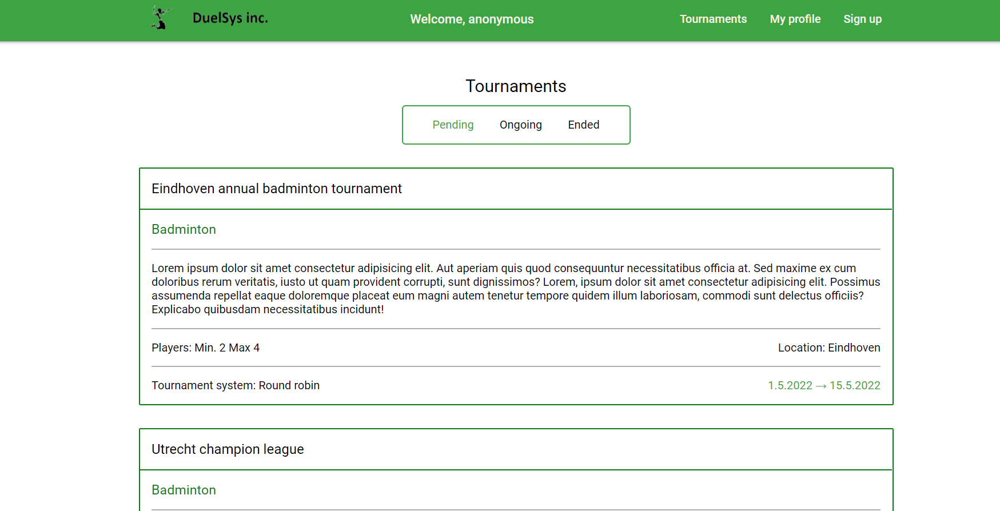 DuelSys inc.
Welcome, anonymous
Tournaments
My profile
Sign up
Tournaments
Pending
Ongoing
Ended
Eindhoven annual badminton tournament
Badminton
Lorem ipsum dolor sit amet consectetur adipisicing elit. Aut aperiam quis quod consequuntur necessitatibus officia at. Sed maxime ex cum
doloribus rerum veritatis, iusto ut quam provident corrupti, sunt dignissimos? Lorem, ipsum dolor sit amet consectetur adipisicing elit. Possimus
assumenda repellat eaque doloremque placeat eum magni autem tenetur tempore quidem illum laboriosam, commodi sunt delectus officiis?
Explicabo quibusdam necessitatibus incidunt!
Players: Min. 2 Max 4
Location: Eindhoven
Tournament system: Round robin
1.5.2022 → 15.5.2022
Utrecht champion league
Badminton